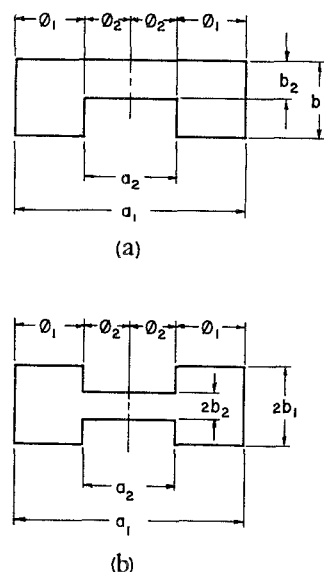 Ø₁ Ø₂ Ø₂ Ø₁
b₂
b
a₂
a₁
(a)
Ø₁ Ø₂ Ø₂ Ø₁
2b₂
2b₁
a₂
a₁
(b)